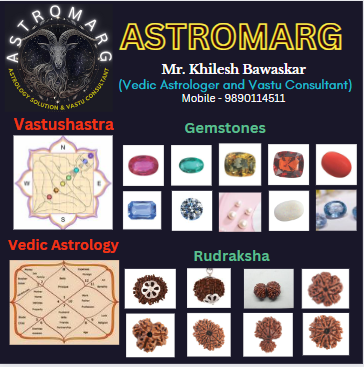 ASTROMARG
ASTROLOGY SOLUTION & VASTU CONSULTANT
ASTROMARG
Mr. Khilesh Bawaskar
(Vedic Astrologer and Vastu Consultant)
Mobile - 9890114511
Vastushastra
Gemstones
N
W
E
S
Vedic Astrology
Rudraksha